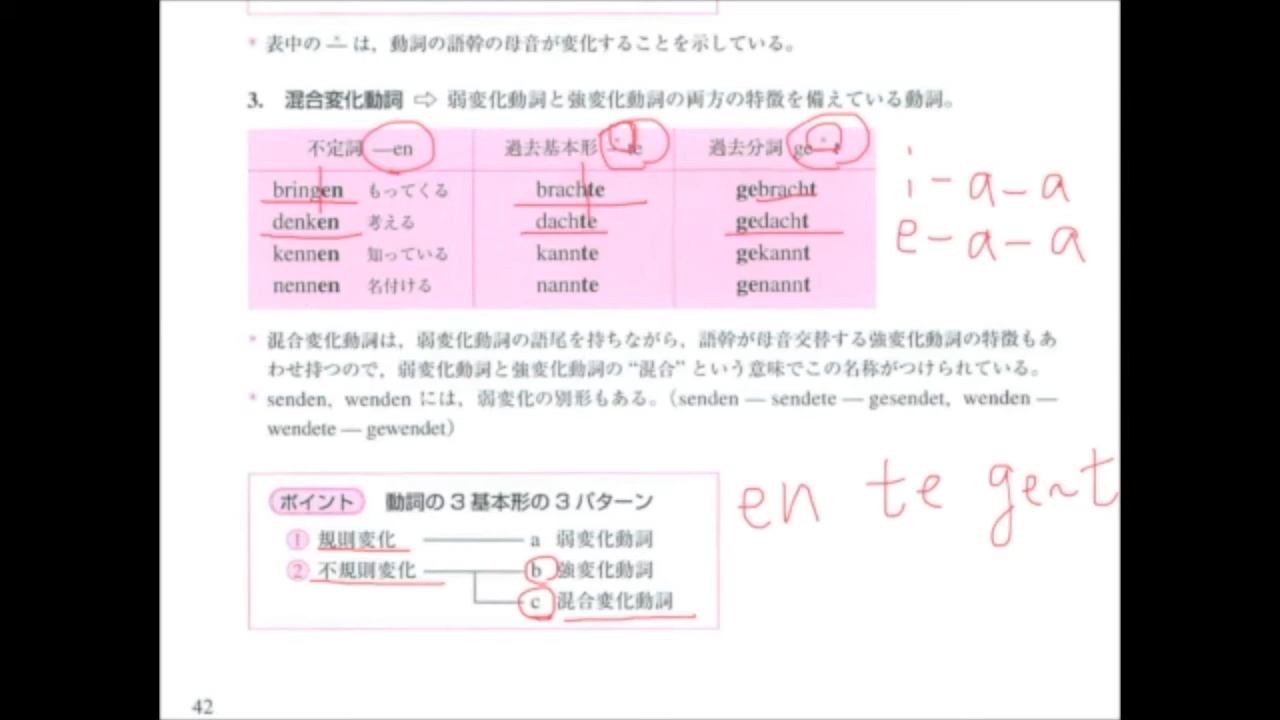 * 表中の ∸ は，動詞の語幹の母音が変化することを示している。
3. 混合変化動詞 ⇨ 弱変化動詞と強変化動詞の両方の特徴を備えている動詞。
不定詞 —en 過去基本形 ∸te 過去分詞 ge∸t
bringen もってくる brachte gebracht
denken 考える dachte gedacht
kennen 知っている kannte gekannt
nennen 名付ける nannte genannt
i - a - a
e - a - a
* 混合変化動詞は，弱変化動詞の語尾を持ちながら，語幹が母音交替する強変化動詞の特徴もあ
わせ持つので，弱変化動詞と強変化動詞の “混合” という意味でこの名称がつけられている。
* senden, wenden には，弱変化の別形もある。（senden — sendete — gesendet, wenden —
wendete — gewendet）
ポイント 動詞の 3 基本形の 3 パターン
① 規則変化 a 弱変化動詞
② 不規則変化 b 強変化動詞
c 混合変化動詞
en te ge~t
42